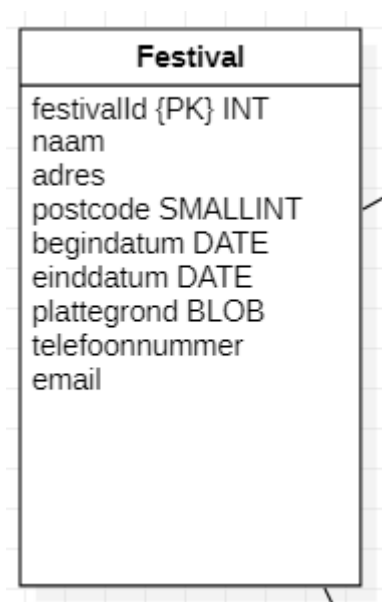 Festival
festivalId {PK} INT
naam
adres
postcode SMALLINT
begindatum DATE
einddatum DATE
plattegrond BLOB
telefoonnummer
email